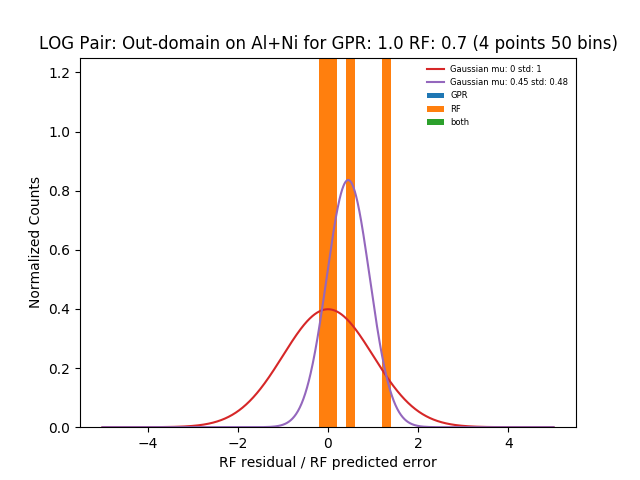 LOG Pair: Out-domain on Al+Ni for GPR: 1.0 RF: 0.7 (4 points 50 bins)
Gaussian mu: 0 std: 1
Gaussian mu: 0.45 std: 0.48
GPR
RF
both
Normalized Counts
1.2
1.0
0.8
0.6
0.4
0.2
0.0
−4 −2 0 2 4
RF residual / RF predicted error